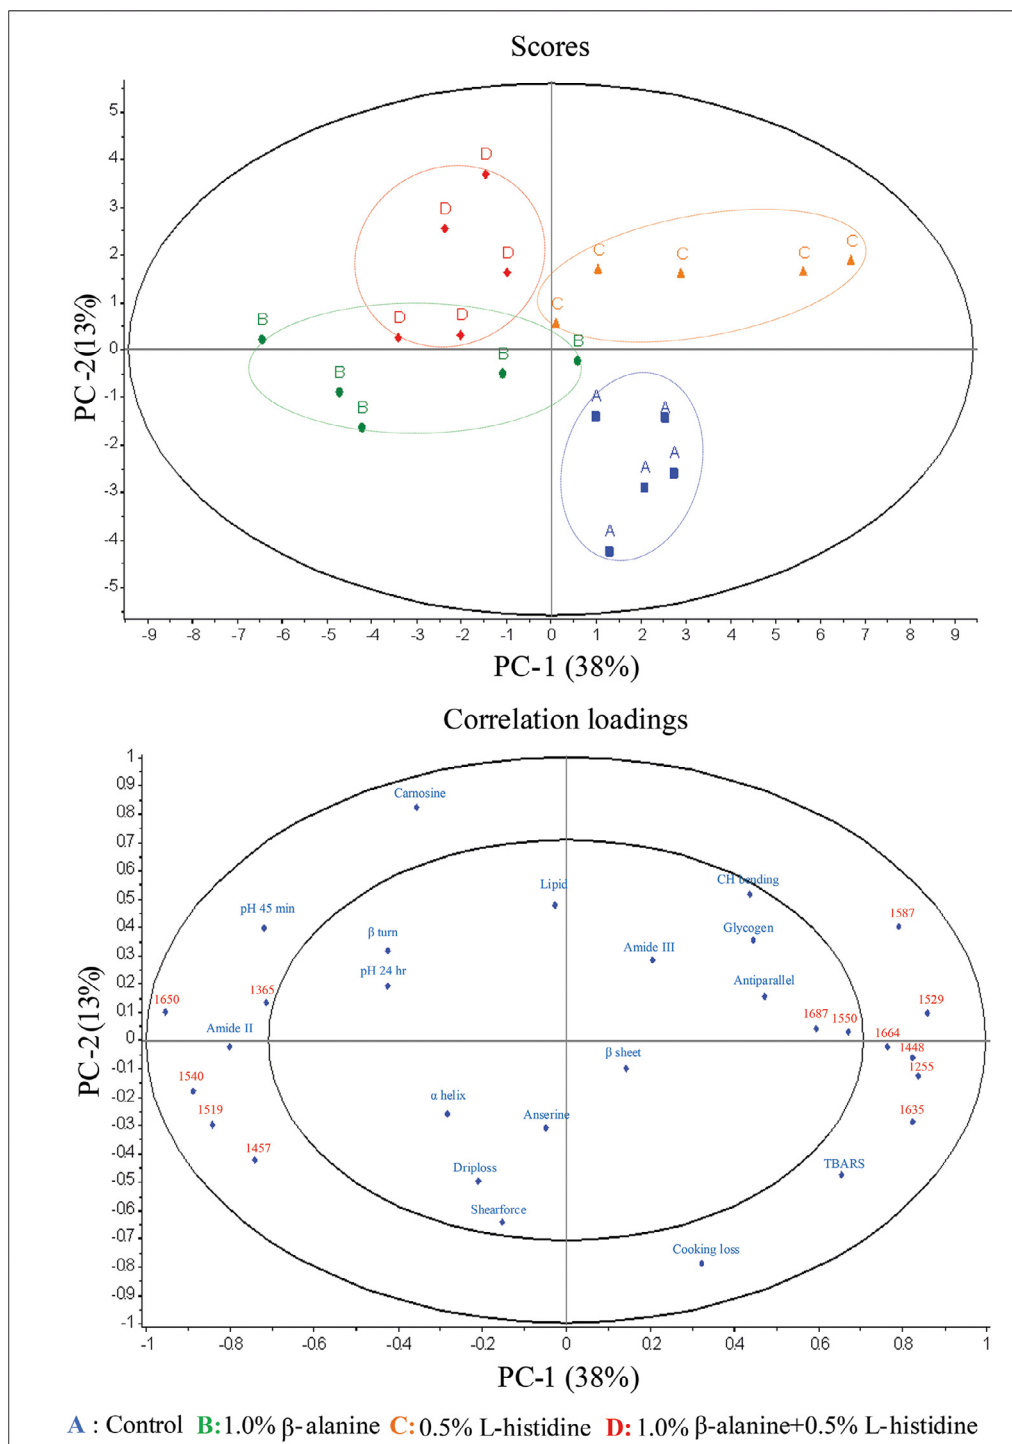 Scores
5
4
3
2
1
0
-1
-2
-3
-4
-5
PC-2(13%)
D
D
D
D
D
C
C
C
C
C
B
B
B
B
B
A
A
A
A
A
-9 -8 -7 -6 -5 -4 -3 -2 -1 0 1 2 3 4 5 6 7 8 9
PC-1 (38%)
Correlation loadings
1
0.9
0.8
0.7
0.6
0.5
0.4
0.3
0.2
0.1
0
-0.1
-0.2
-0.3
-0.4
-0.5
-0.6
-0.7
-0.8
-0.9
-1
PC-2(13%)
Carnosine
Lipid
CH bending
pH 45 min
1587
β turn
Glycogen
Amide III
pH 24 hr
Antiparallel
1650
1365
1687
1550
1529
Amide II
1664
1448
β sheet
1255
1540
α helix
1519
Anserine
1635
1457
Driploss
TBARS
Shearforce
Cooking loss
-1 -0.8 -0.6 -0.4 -0.2 0 0.2 0.4 0.6 0.8 1
PC-1 (38%)
A : Control B:1.0% β-alanine C:0.5% L-histidine D:1.0% β-alanine+0.5% L-histidine